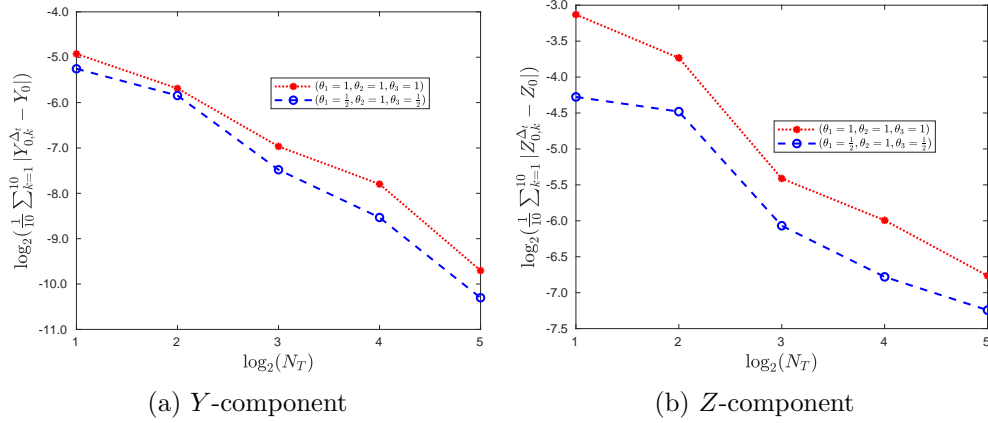 -4.0
-5.0
-6.0
-7.0
-8.0
-9.0
-10.0
-11.0
1 2 3 4 5
log₂(N_T)
log₂(1/10 ∑_{k=1}^{10} |Y_{0,k}^{Δ_t} − Y_0|)
(θ₁ = 1, θ₂ = 1, θ₃ = 1)
(θ₁ = 1/2, θ₂ = 1, θ₃ = 1/2)
(a) Y-component
-3.0
-3.5
-4.0
-4.5
-5.0
-5.5
-6.0
-6.5
-7.0
-7.5
1 2 3 4 5
log₂(N_T)
log₂(1/10 ∑_{k=1}^{10} |Z_{0,k}^{Δ_t} − Z_0|)
(θ₁ = 1, θ₂ = 1, θ₃ = 1)
(θ₁ = 1/2, θ₂ = 1, θ₃ = 1/2)
(b) Z-component